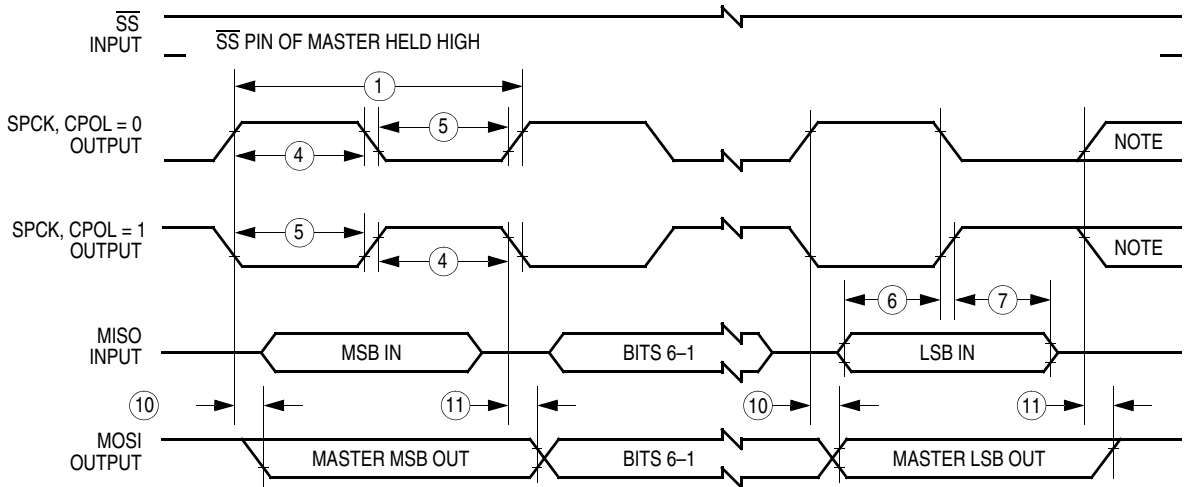 SS
INPUT
SS PIN OF MASTER HELD HIGH
1
SPCK, CPOL = 0
OUTPUT
5
4
NOTE
SPCK, CPOL = 1
OUTPUT
5
4
NOTE
6
7
MISO
INPUT
MSB IN
BITS 6–1
LSB IN
10
11
10
11
MOSI
OUTPUT
MASTER MSB OUT
BITS 6–1
MASTER LSB OUT